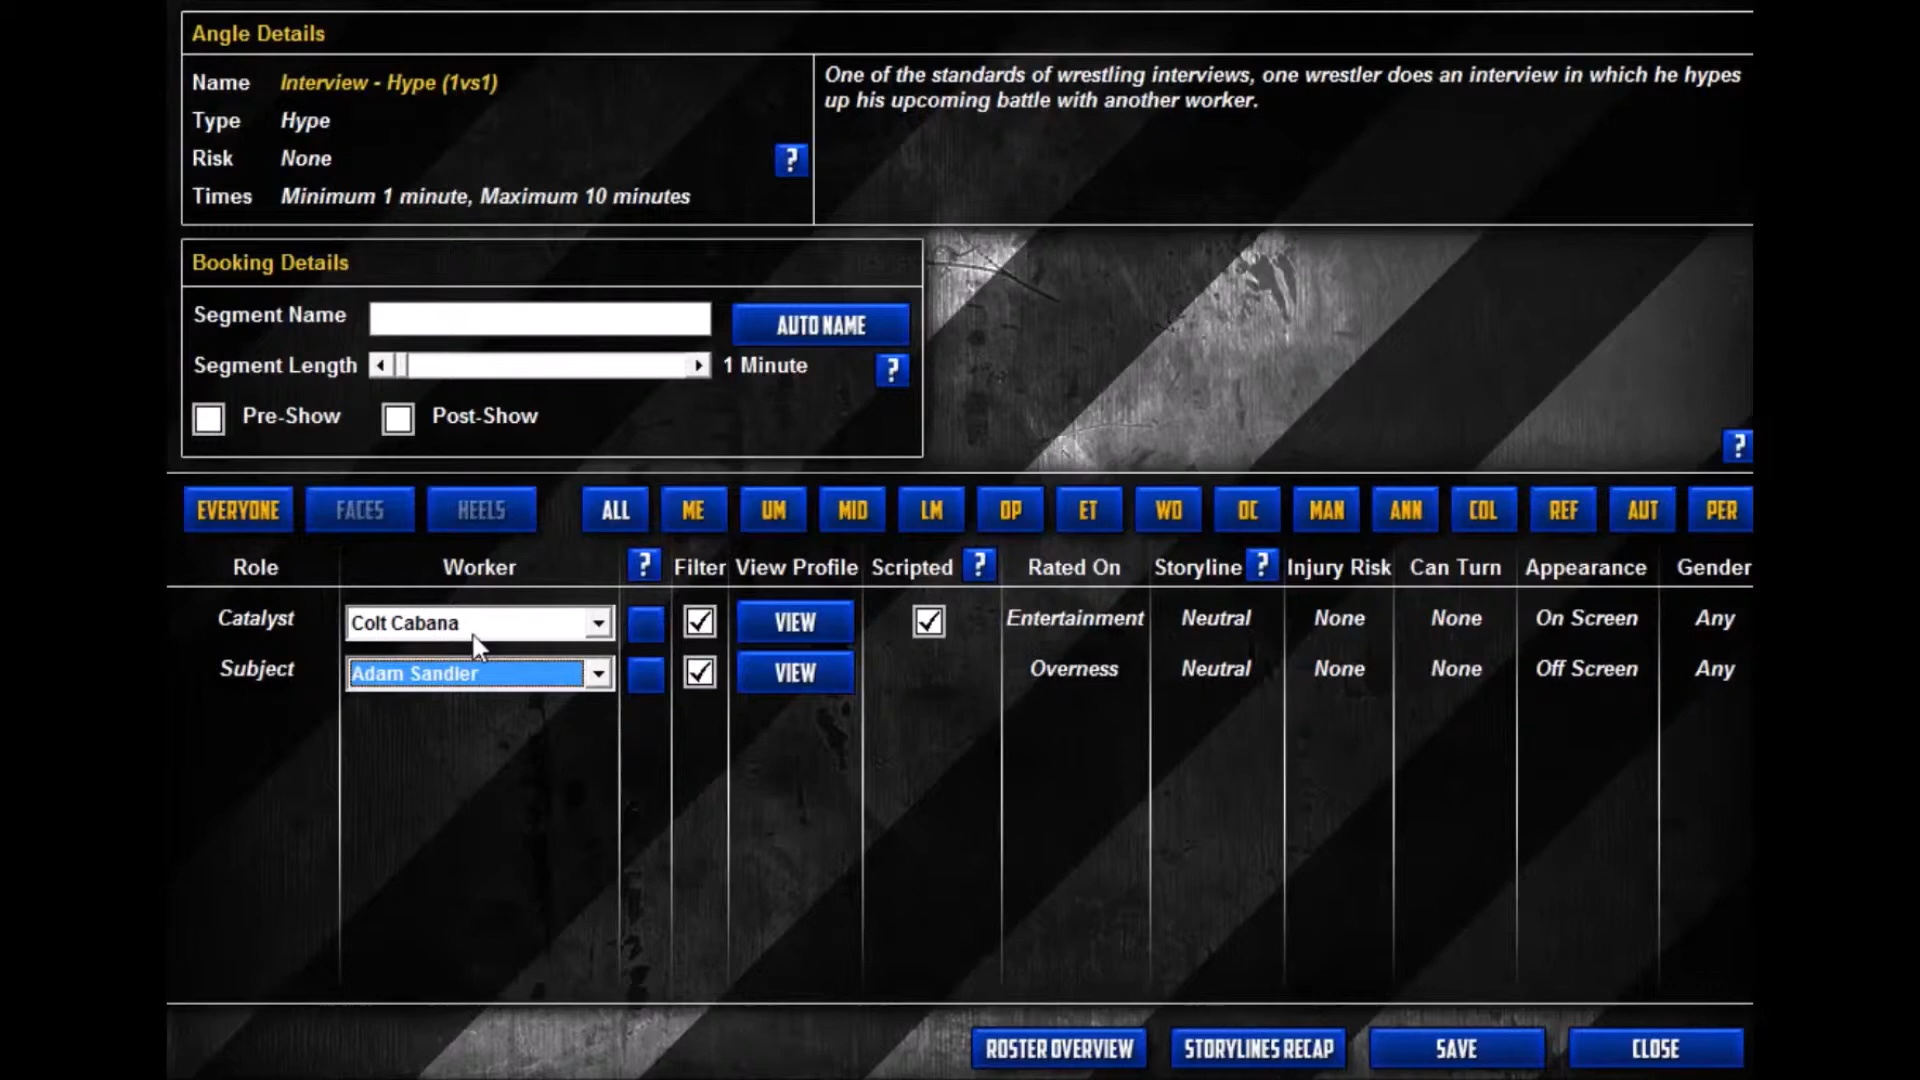 Angle Details
Name Interview - Hype (1vs1)
Type Hype
Risk None
?
Times Minimum 1 minute, Maximum 10 minutes
One of the standards of wrestling interviews, one wrestler does an interview in which he hypes
up his upcoming battle with another worker.
Booking Details
Segment Name AUTO NAME
Segment Length 1 Minute ?
Pre-Show Post-Show
?
EVERYONE FACES HEELS ALL ME UM MID LM OP ET WO OC MAN ANN COL REF AUT PER
Role Worker ? Filter View Profile Scripted ? Rated On Storyline ? Injury Risk Can Turn Appearance Gender
Catalyst Colt Cabana VIEW Entertainment Neutral None None On Screen Any
Subject Adam Sandler VIEW Overness Neutral None None Off Screen Any
ROSTER OVERVIEW STORYLINES RECAP SAVE CLOSE